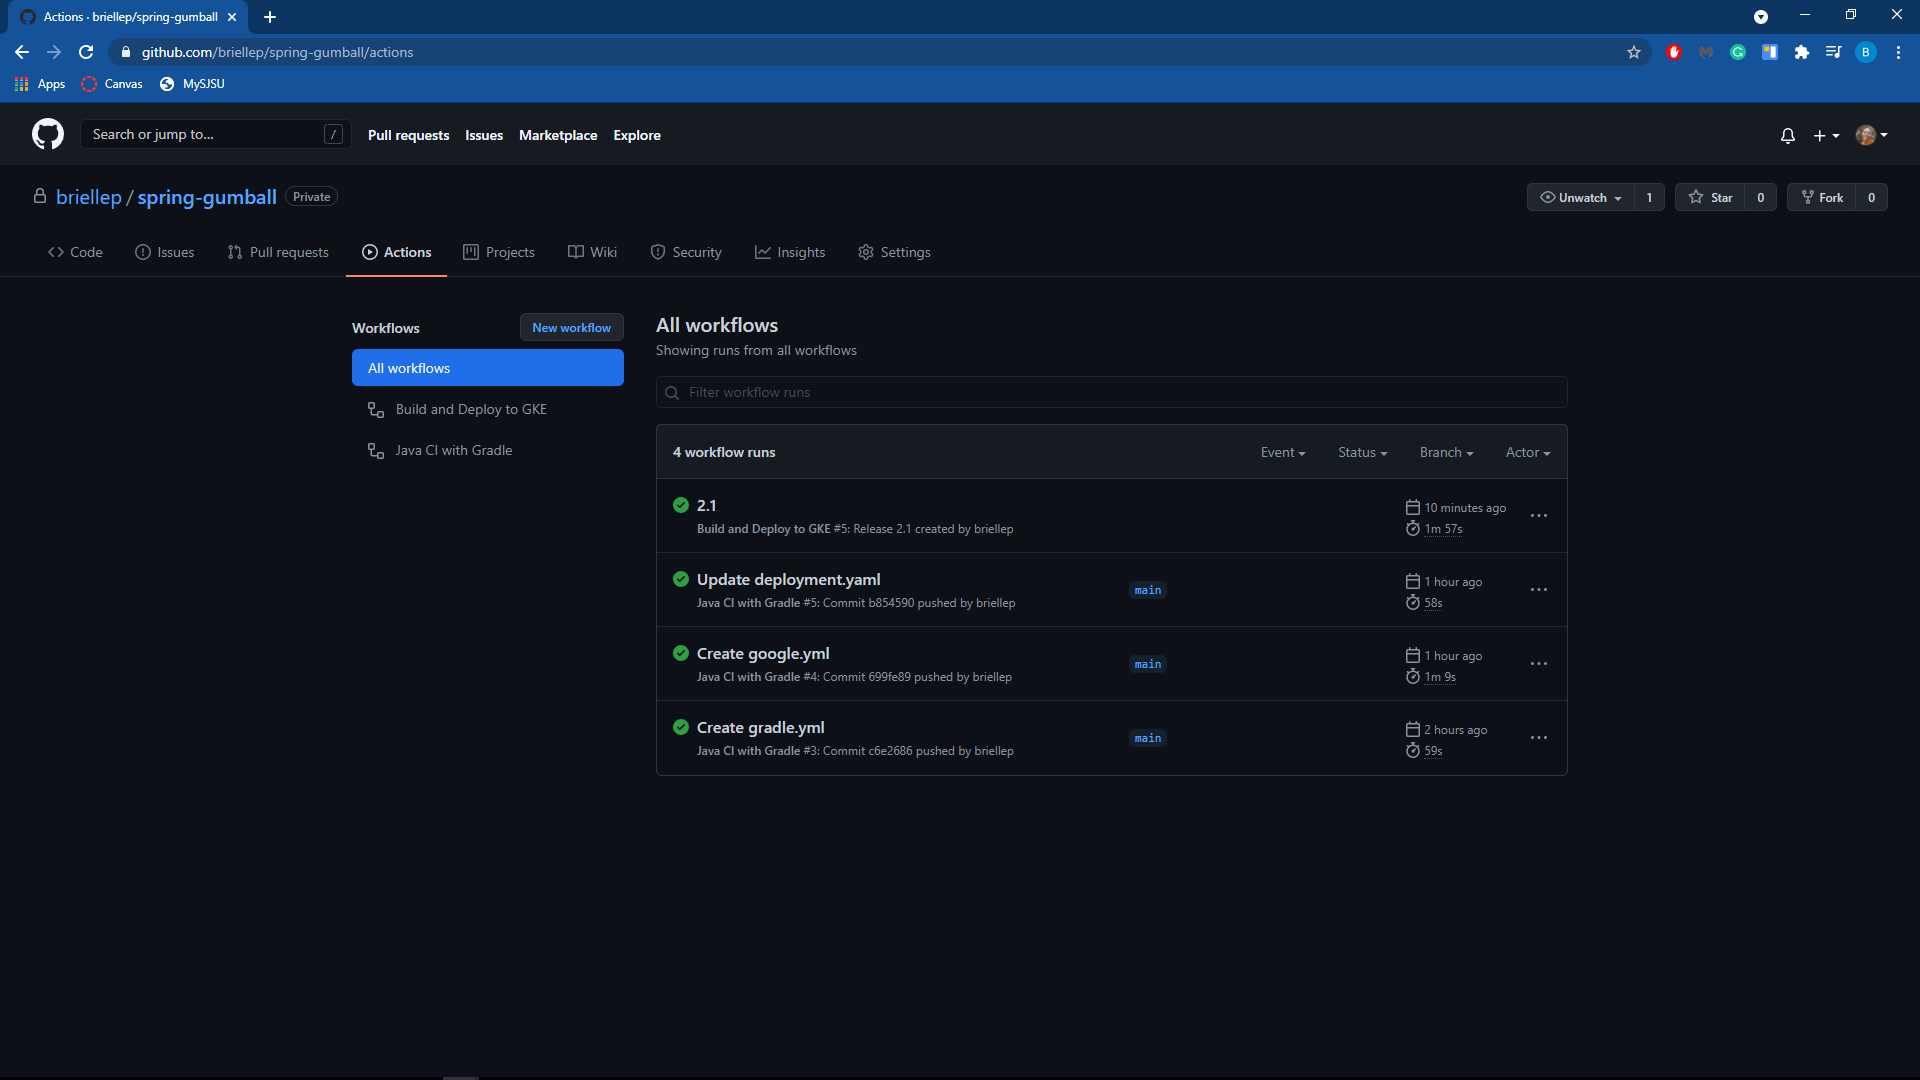 Actions · briellep/spring-gumball
github.com/briellep/spring-gumball/actions
B
Apps
Canvas
MySJSU
Search or jump to...
/
Pull requests
Issues
Marketplace
Explore
briellep / spring-gumball
Private
Unwatch
1
Star
0
Fork
0
Code
Issues
Pull requests
Actions
Projects
Wiki
Security
Insights
Settings
Workflows
New workflow
All workflows
Build and Deploy to GKE
Java CI with Gradle
All workflows
Showing runs from all workflows
Filter workflow runs
4 workflow runs
Event
Status
Branch
Actor
2.1
Build and Deploy to GKE #5: Release 2.1 created by briellep
10 minutes ago
1m 57s
Update deployment.yaml
Java CI with Gradle #5: Commit b854590 pushed by briellep
main
1 hour ago
58s
Create google.yml
Java CI with Gradle #4: Commit 699fe89 pushed by briellep
main
1 hour ago
1m 9s
Create gradle.yml
Java CI with Gradle #3: Commit c6e2686 pushed by briellep
main
2 hours ago
59s